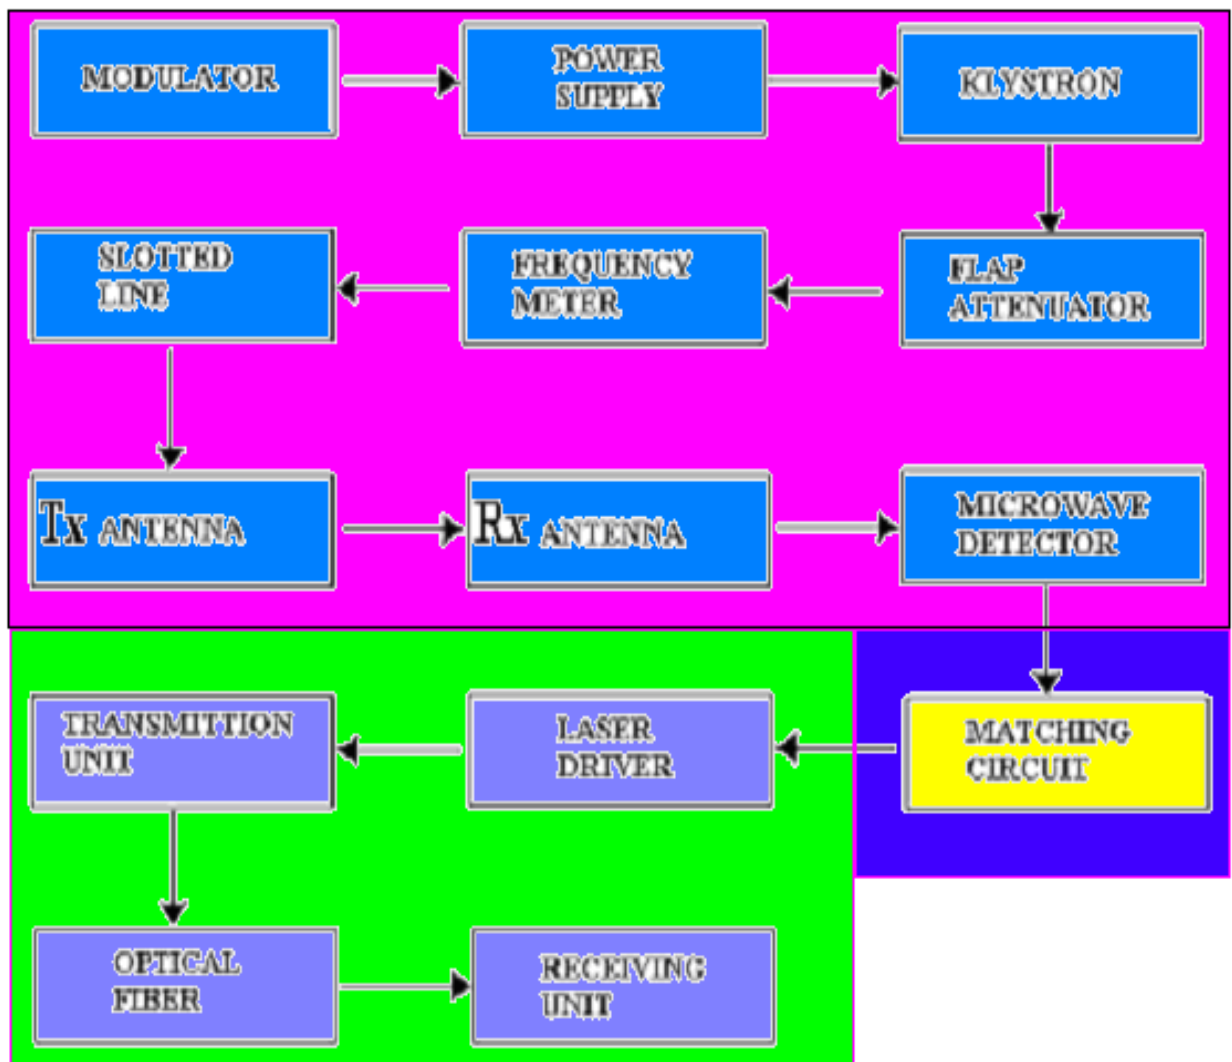 MODULATOR
POWER
SUPPLY
KLYSTRON
SLOTTED
LINE
FREQUENCY
METER
FLAP
ATTENUATOR
Tx ANTENNA
Rx ANTENNA
MICROWAVE
DETECTOR
TRANSMITTION
UNIT
LASER
DRIVER
MATCHING
CIRCUIT
OPTICAL
FIBER
RECEIVING
UNIT